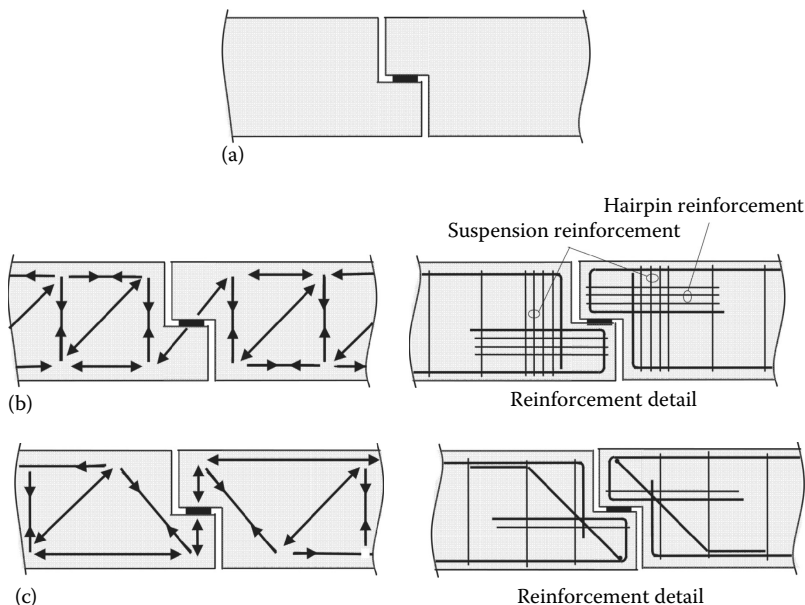 (a)
Hairpin reinforcement
Suspension reinforcement
(b)
Reinforcement detail
(c)
Reinforcement detail